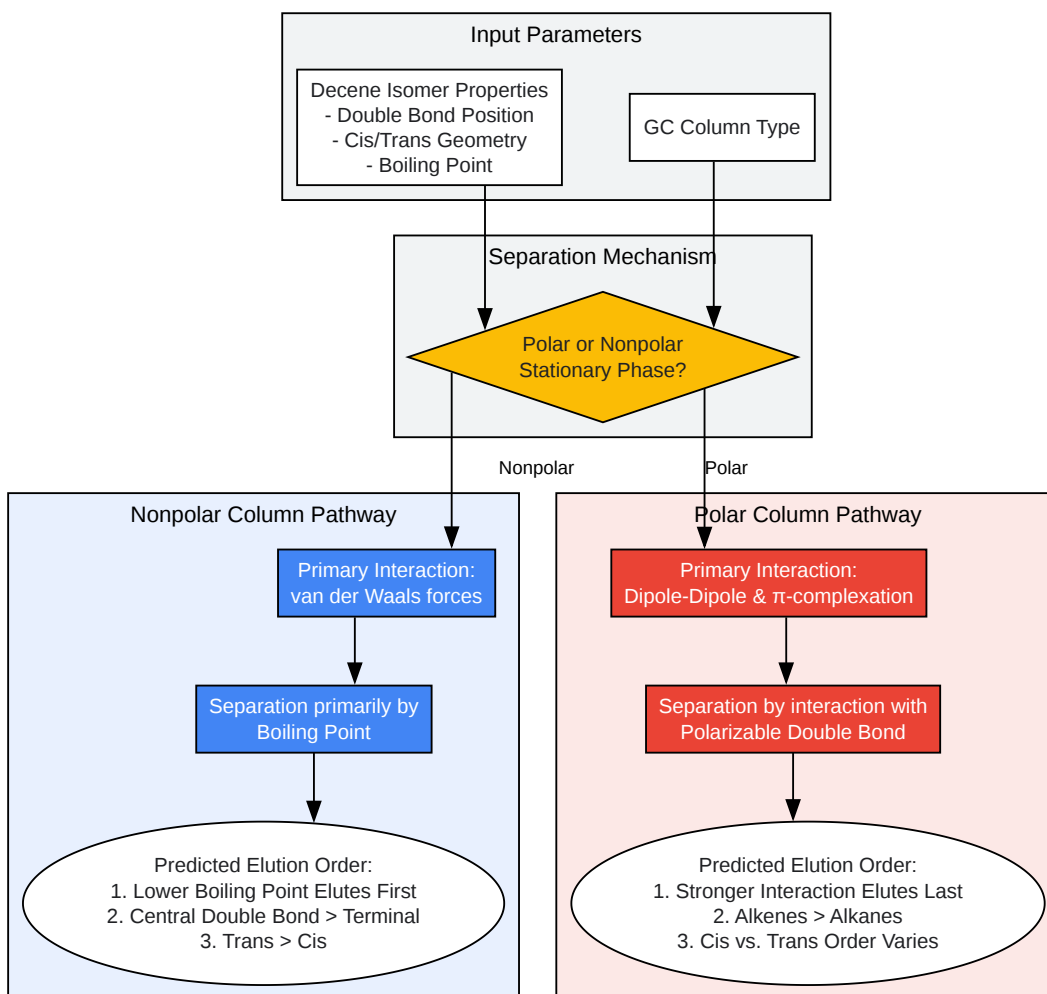 Input Parameters
Decene Isomer Properties
- Double Bond Position
- Cis/Trans Geometry
- Boiling Point
GC Column Type
Separation Mechanism
Polar or Nonpolar
Stationary Phase?
Nonpolar
Polar
Nonpolar Column Pathway
Primary Interaction:
van der Waals forces
Separation primarily by
Boiling Point
Predicted Elution Order:
1. Lower Boiling Point Elutes First
2. Central Double Bond > Terminal
3. Trans > Cis
Polar Column Pathway
Primary Interaction:
Dipole-Dipole & π-complexation
Separation by interaction with
Polarizable Double Bond
Predicted Elution Order:
1. Stronger Interaction Elutes Last
2. Alkenes > Alkanes
3. Cis vs. Trans Order Varies